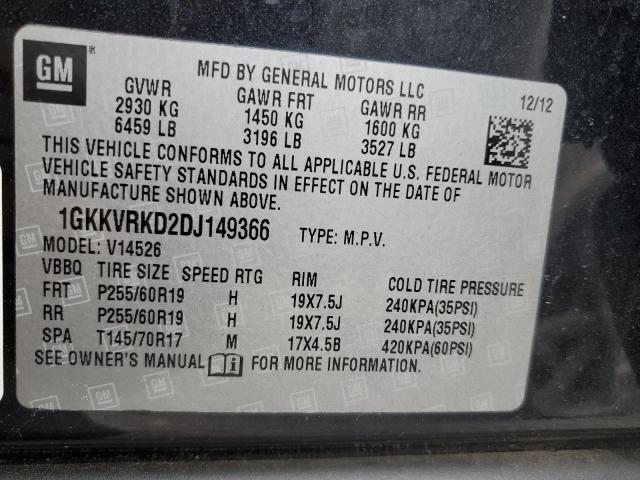 GM ®
MFD BY GENERAL MOTORS LLC
12/12
GVWR GAWR FRT GAWR RR
2930 KG 1450 KG 1600 KG
6459 LB 3196 LB 3527 LB
THIS VEHICLE CONFORMS TO ALL APPLICABLE U.S. FEDERAL MOTOR
VEHICLE SAFETY STANDARDS IN EFFECT ON THE DATE OF
MANUFACTURE SHOWN ABOVE.
1GKKVRKD2DJ149366 TYPE: M.P.V.
MODEL: V14526
VBBQ TIRE SIZE SPEED RTG RIM COLD TIRE PRESSURE
FRT P255/60R19 H 19X7.5J 240KPA(35PSI)
RR P255/60R19 H 19X7.5J 240KPA(35PSI)
SPA T145/70R17 M 17X4.5B 420KPA(60PSI)
SEE OWNER'S MANUAL FOR MORE INFORMATION.